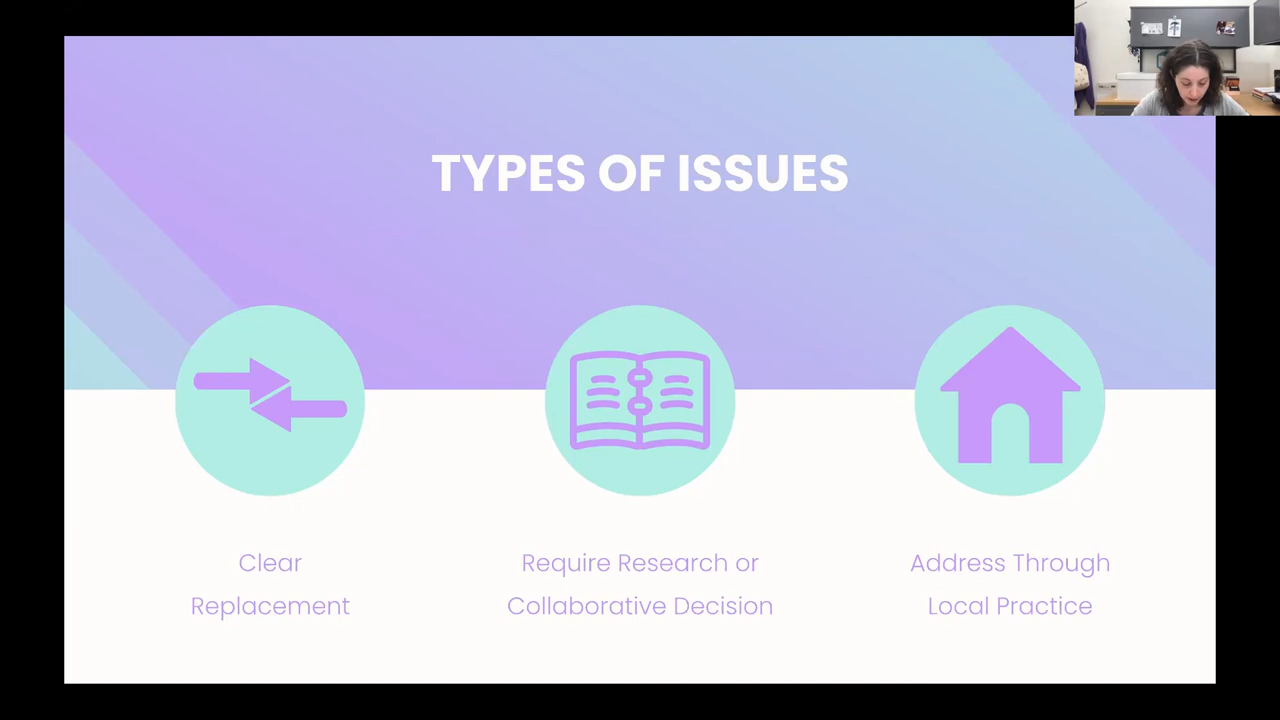 TYPES OF ISSUES
Clear
Replacement
Require Research or
Collaborative Decision
Address Through
Local Practice